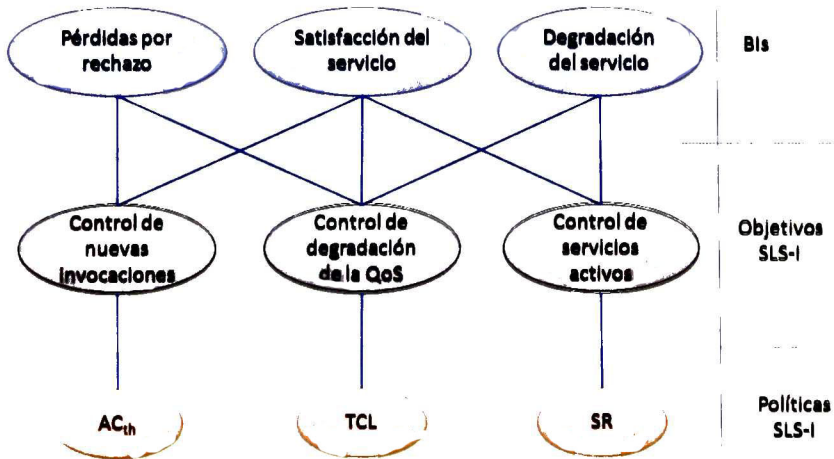 Pérdidas por
rechazo
Satisfacción del
servicio
Degradación
del servicio
BIs
Control de
nuevas
invocaciones
Control de
degradación
de la QoS
Control de
servicios
activos
Objetivos
SLS-I
ACth
TCL
SR
Políticas
SLS-I